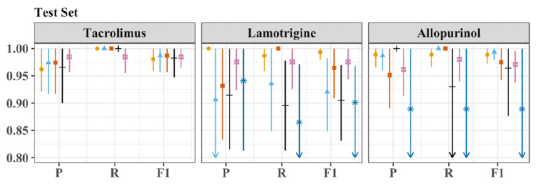 Test Set
Tacrolimus Lamotrigine Allopurinol
1.00
0.95
0.90
0.85
0.80
P R F1 P R F1 P R F1